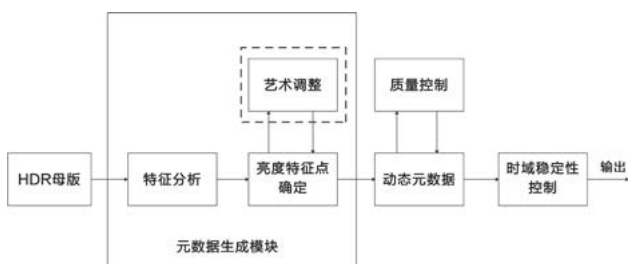 艺术调整
质量控制
HDR母版
特征分析
亮度特征点
确定
动态元数据
时域稳定性
控制
输出
元数据生成模块